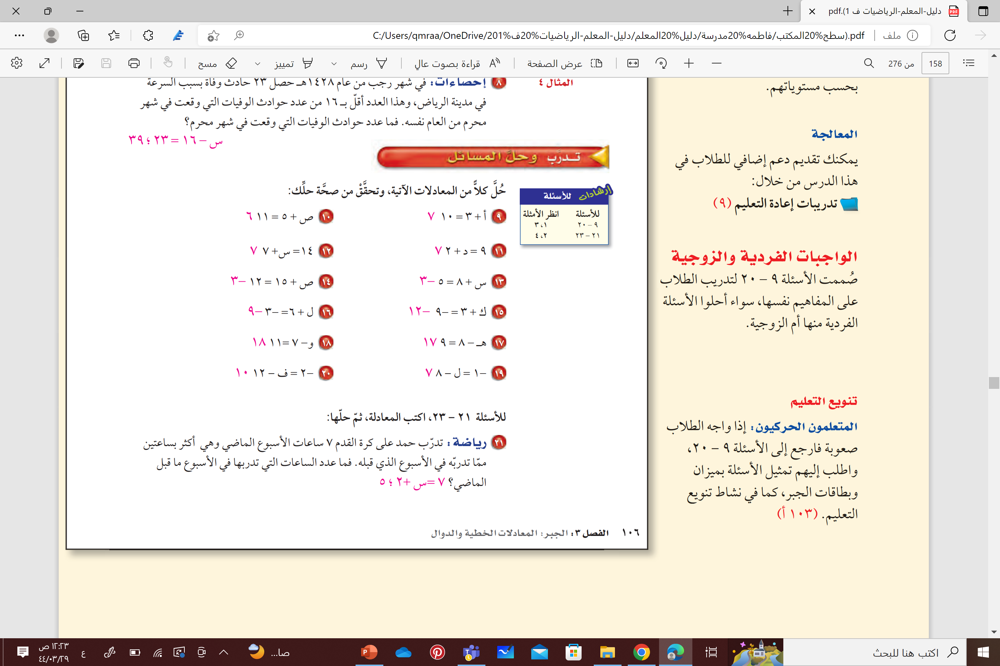 دليل-المعلم-الرياضيات ف 1).pdf
C:/Users/qmraa/OneDrive/سطح%20المكتب/فاطمه%20مدرسة/دليل%20المعلم/دليل-المعلم-الرياضيات%20ف%201).pdf
ملف
158
من 276
عرض الصفحة
قراءة بصوت عالٍ
رسم
تمييز
مسح
بحسب مستوياتهم.
المعالجة
يمكنك تقديم دعم إضافي للطلاب في
هذا الدرس من خلال:
تدريبات إعادة التعليم (٩)
الواجبات الفردية والزوجية
صُممت الأسئلة ٩ – ٢٠ لتدريب الطلاب
على المفاهيم نفسها، سواء أحلوا الأسئلة
الفردية منها أم الزوجية.
تنويع التعليم
المتعلمون الحركيون: إذا واجه الطلاب
صعوبة فارجع إلى الأسئلة ٩ – ٢٠،
واطلب إليهم تمثيل الأسئلة بميزان
وبطاقات الجبر، كما في نشاط تنويع
التعليم. (١٠٣ أ)
المثال ٤
٨ إحصاءات: في شهر رجب من عام ١٤٢٨هـ حصل ٢٣ حادث وفاة بسبب السرعة
في مدينة الرياض، وهذا العدد أقلّ بـ ١٦ من عدد حوادث الوفيات التي وقعت في شهر
محرم من العام نفسه. فما عدد حوادث الوفيات التي وقعت في شهر محرم؟
س – ١٦ = ٢٣ ؛ ٣٩
تـدرَّب وحلَّ المسائل
إرشادات للأسئلة
للأسئلة انظر الأمثلة
٩ – ٢٠ ١، ٣
٢١ – ٢٣ ٢، ٤
حُلَّ كلاًّ من المعادلات الآتية، وتحقَّقْ من صحَّة حلِّك:
٩ أ + ٣ = ١٠ ٧
١٠ ص + ٥ = ١١ ٦
١١ ٩ = د + ٢ ٧
١٢ ١٤ = س + ٧ ٧
١٣ س + ٨ = ٥ –٣
١٤ ص + ١٥ = ١٢ –٣
١٥ ك + ٣ = –٩ –١٢
١٦ ل + ٦ = –٣ –٩
١٧ هـ – ٨ = ٩ ١٧
١٨ و – ٧ = ١١ ١٨
١٩ –١ = ل – ٨ ٧
٢٠ –٢ = ف – ١٢ ١٠
للأسئلة ٢١ – ٢٣، اكتب المعادلة، ثمّ حلّها:
٢١ رياضة: تدرّب حمد على كرة القدم ٧ ساعات الأسبوع الماضي وهي أكثر بساعتين
ممّا تدربّه في الأسبوع الذي قبله. فما عدد الساعات التي تدربها في الأسبوع ما قبل
الماضي؟ ٧ = س + ٢ ؛ ٥
١٠٦ الفصل ٣: الجبر: المعادلات الخطية والدوال
اكتب هنا للبحث
صا...
ع
١٢:٢٣ ص
٤٤/٠٣/٢٩